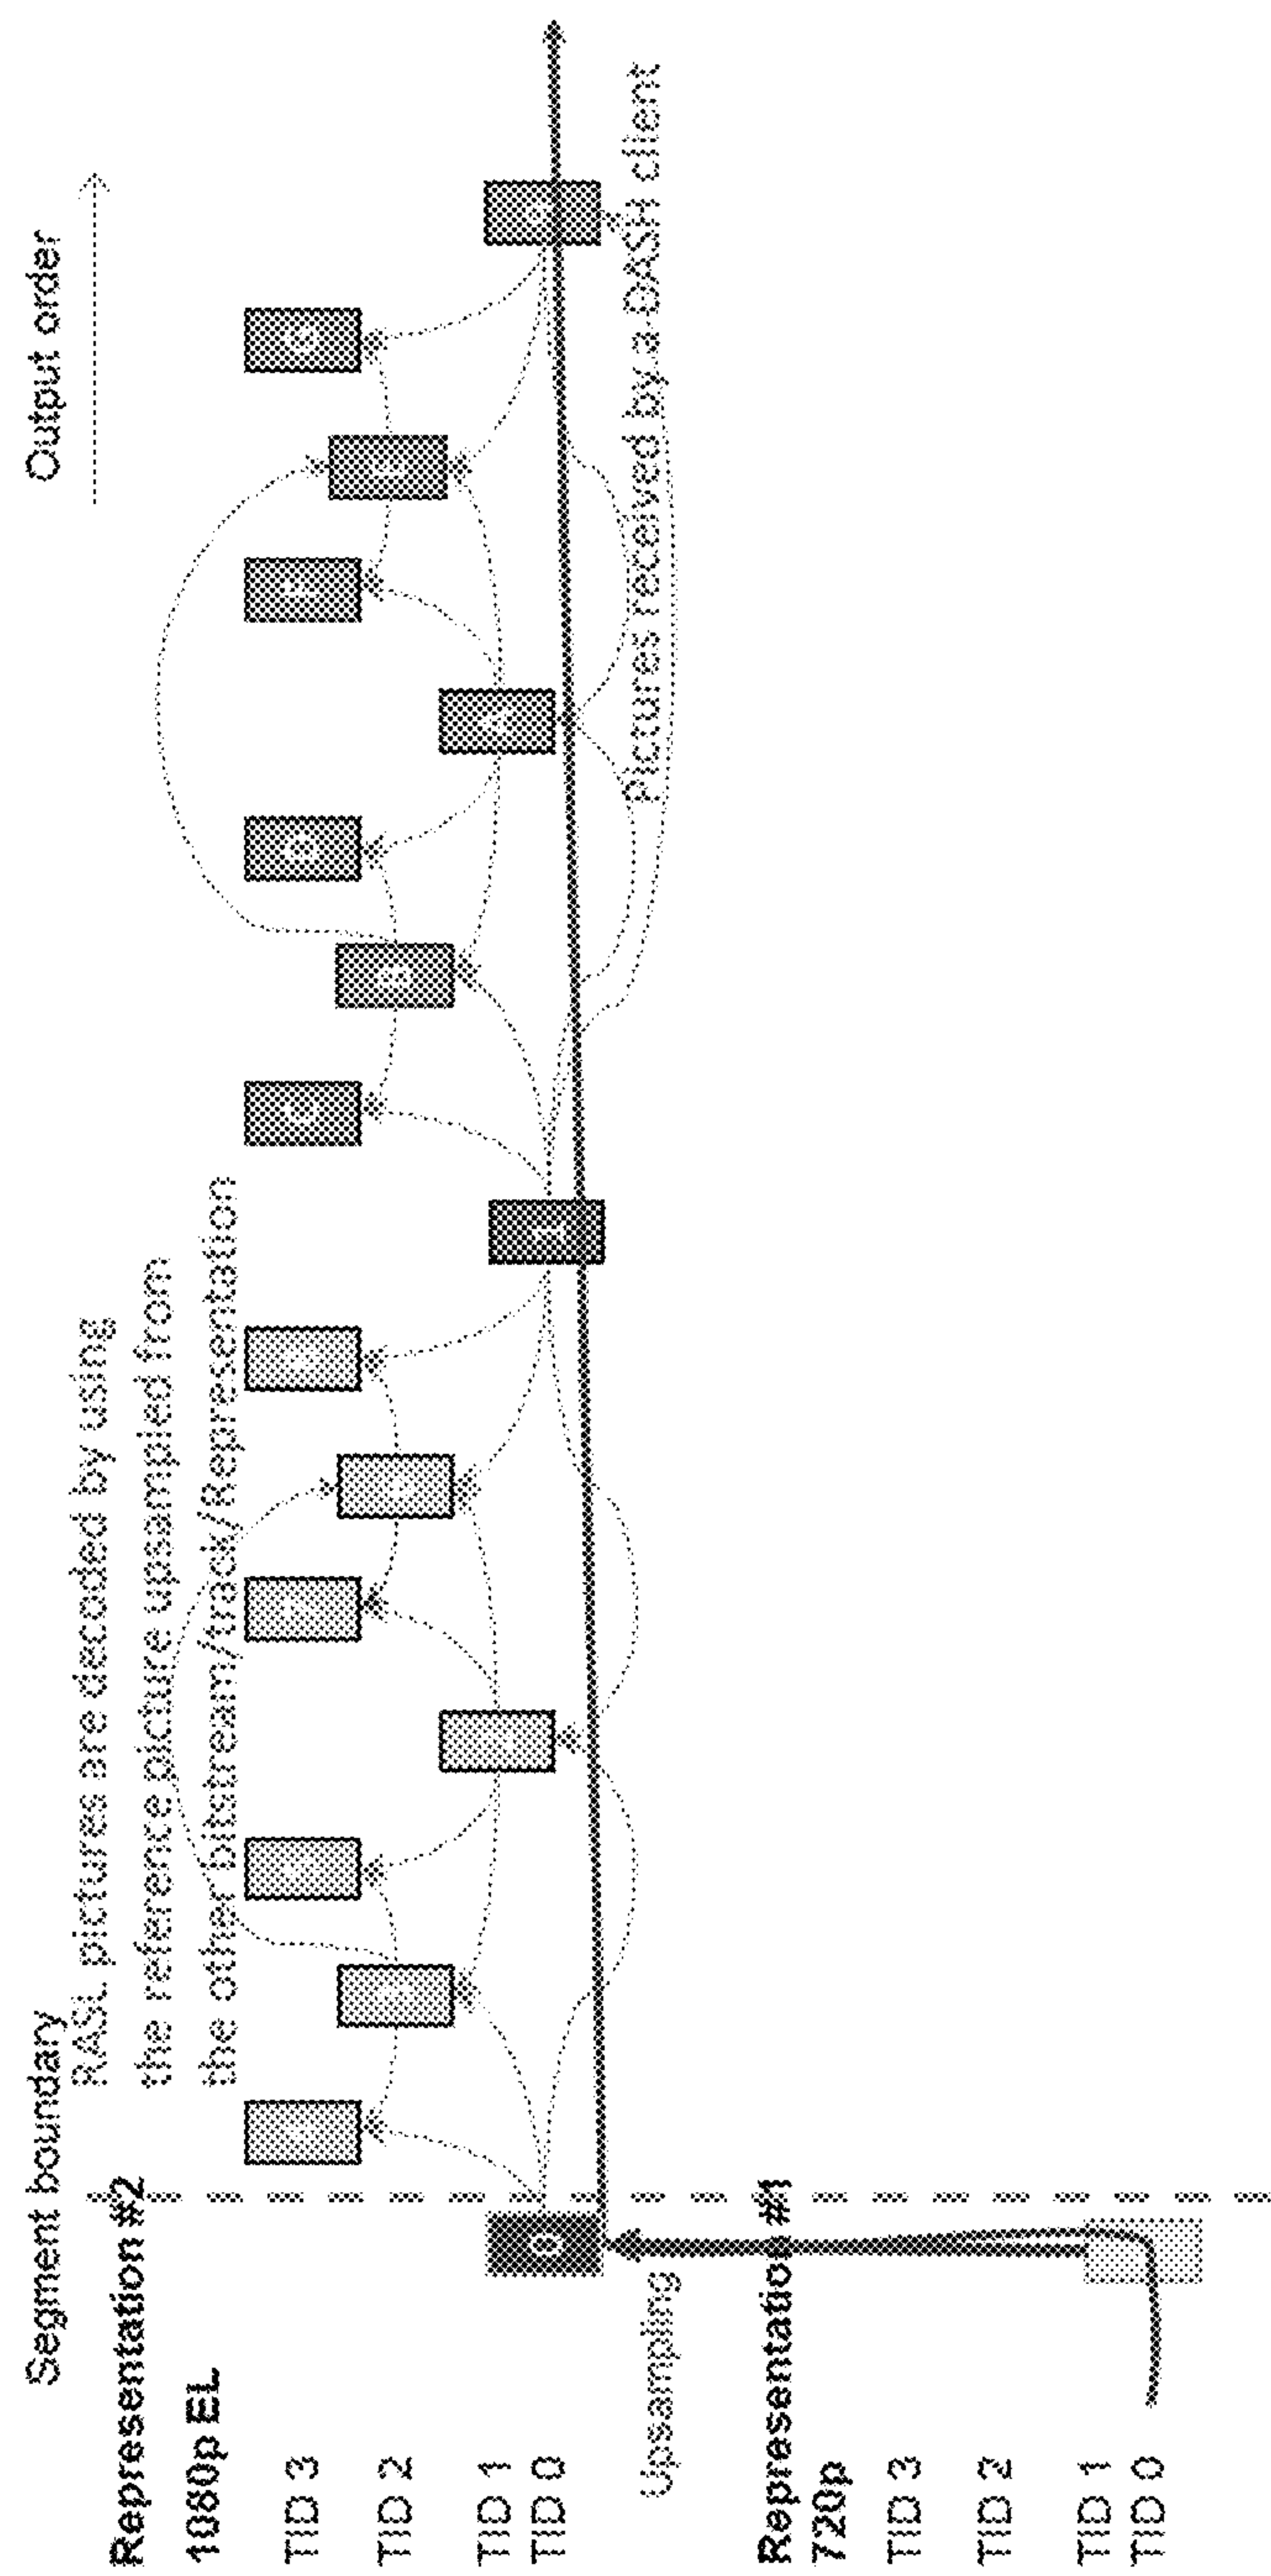 Segment boundary
Output order
RASL pictures are decoded by using
the reference picture upsampled from
the other bitstream/track/Representation
Representation #2
1080p EL
TID 3
TID 2
TID 1
TID 0
0
Pictures received by a DASH client
Upsampling
Representation #1
720p
TID 3
TID 2
TID 1
TID 0